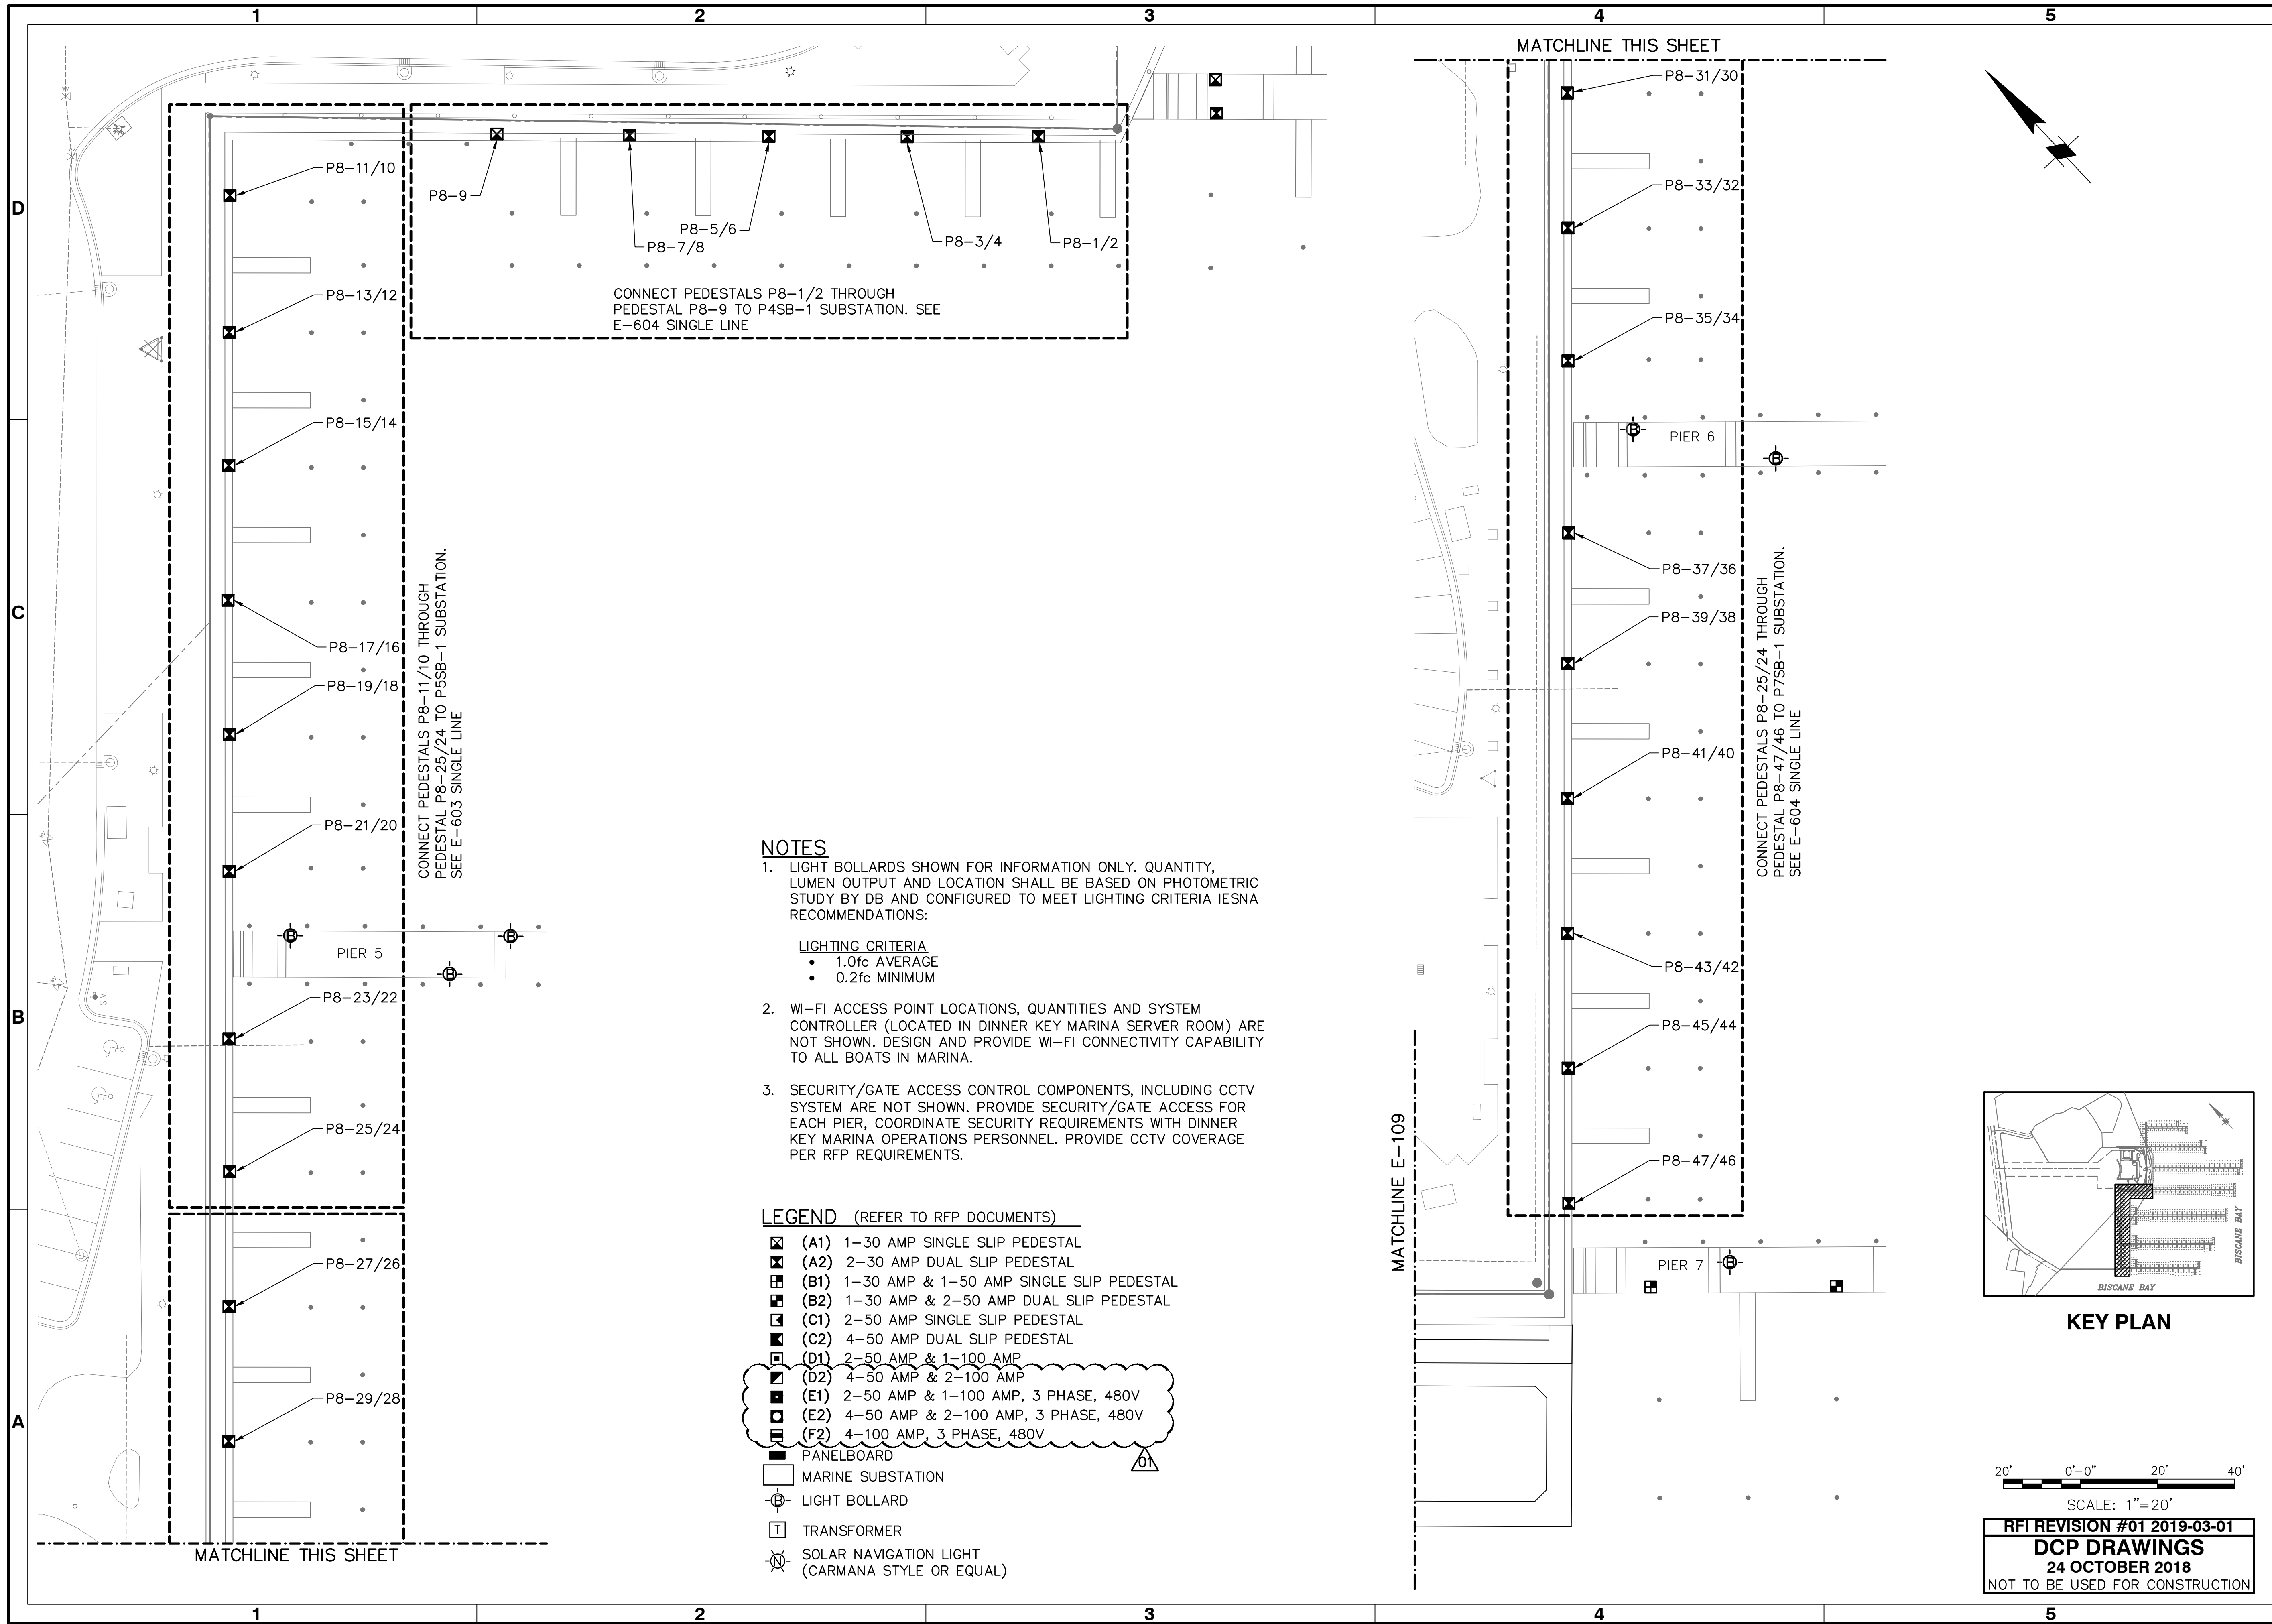 1
2
3
4
5
D
C
B
A
P8-11/10
P8-13/12
P8-15/14
P8-17/16
P8-19/18
P8-21/20
PIER 5
P8-23/22
P8-25/24
P8-27/26
P8-29/28
MATCHLINE THIS SHEET
S.V.
CONNECT PEDESTALS P8-11/10 THROUGH
PEDESTAL P8-25/24 TO P5SB-1 SUBSTATION.
SEE E-603 SINGLE LINE
P8-9
P8-7/8
P8-5/6
P8-3/4
P8-1/2
CONNECT PEDESTALS P8-1/2 THROUGH
PEDESTAL P8-9 TO P4SB-1 SUBSTATION. SEE
E-604 SINGLE LINE
NOTES
1. LIGHT BOLLARDS SHOWN FOR INFORMATION ONLY. QUANTITY,
LUMEN OUTPUT AND LOCATION SHALL BE BASED ON PHOTOMETRIC
STUDY BY DB AND CONFIGURED TO MEET LIGHTING CRITERIA IESNA
RECOMMENDATIONS:
LIGHTING CRITERIA
• 1.0fc AVERAGE
• 0.2fc MINIMUM
2. WI-FI ACCESS POINT LOCATIONS, QUANTITIES AND SYSTEM
CONTROLLER (LOCATED IN DINNER KEY MARINA SERVER ROOM) ARE
NOT SHOWN. DESIGN AND PROVIDE WI-FI CONNECTIVITY CAPABILITY
TO ALL BOATS IN MARINA.
3. SECURITY/GATE ACCESS CONTROL COMPONENTS, INCLUDING CCTV
SYSTEM ARE NOT SHOWN. PROVIDE SECURITY/GATE ACCESS FOR
EACH PIER, COORDINATE SECURITY REQUIREMENTS WITH DINNER
KEY MARINA OPERATIONS PERSONNEL. PROVIDE CCTV COVERAGE
PER RFP REQUIREMENTS.
LEGEND (REFER TO RFP DOCUMENTS)
(A1) 1-30 AMP SINGLE SLIP PEDESTAL
(A2) 2-30 AMP DUAL SLIP PEDESTAL
(B1) 1-30 AMP & 1-50 AMP SINGLE SLIP PEDESTAL
(B2) 1-30 AMP & 2-50 AMP DUAL SLIP PEDESTAL
(C1) 2-50 AMP SINGLE SLIP PEDESTAL
(C2) 4-50 AMP DUAL SLIP PEDESTAL
(D1) 2-50 AMP & 1-100 AMP
(D2) 4-50 AMP & 2-100 AMP
(E1) 2-50 AMP & 1-100 AMP, 3 PHASE, 480V
(E2) 4-50 AMP & 2-100 AMP, 3 PHASE, 480V
(F2) 4-100 AMP, 3 PHASE, 480V
01
PANELBOARD
MARINE SUBSTATION
B LIGHT BOLLARD
T TRANSFORMER
N SOLAR NAVIGATION LIGHT
(CARMANA STYLE OR EQUAL)
MATCHLINE THIS SHEET
P8-31/30
P8-33/32
P8-35/34
B
PIER 6
B
P8-37/36
P8-39/38
P8-41/40
P8-43/42
P8-45/44
P8-47/46
PIER 7
B
CONNECT PEDESTALS P8-25/24 THROUGH
PEDESTAL P8-47/46 TO P7SB-1 SUBSTATION.
SEE E-604 SINGLE LINE
MATCHLINE E-109
BISCANE BAY
BISCANE BAY
KEY PLAN
20' 0'-0" 20' 40'
SCALE: 1"=20'
RFI REVISION #01 2019-03-01
DCP DRAWINGS
24 OCTOBER 2018
NOT TO BE USED FOR CONSTRUCTION
B
B
B
1
2
3
4
5